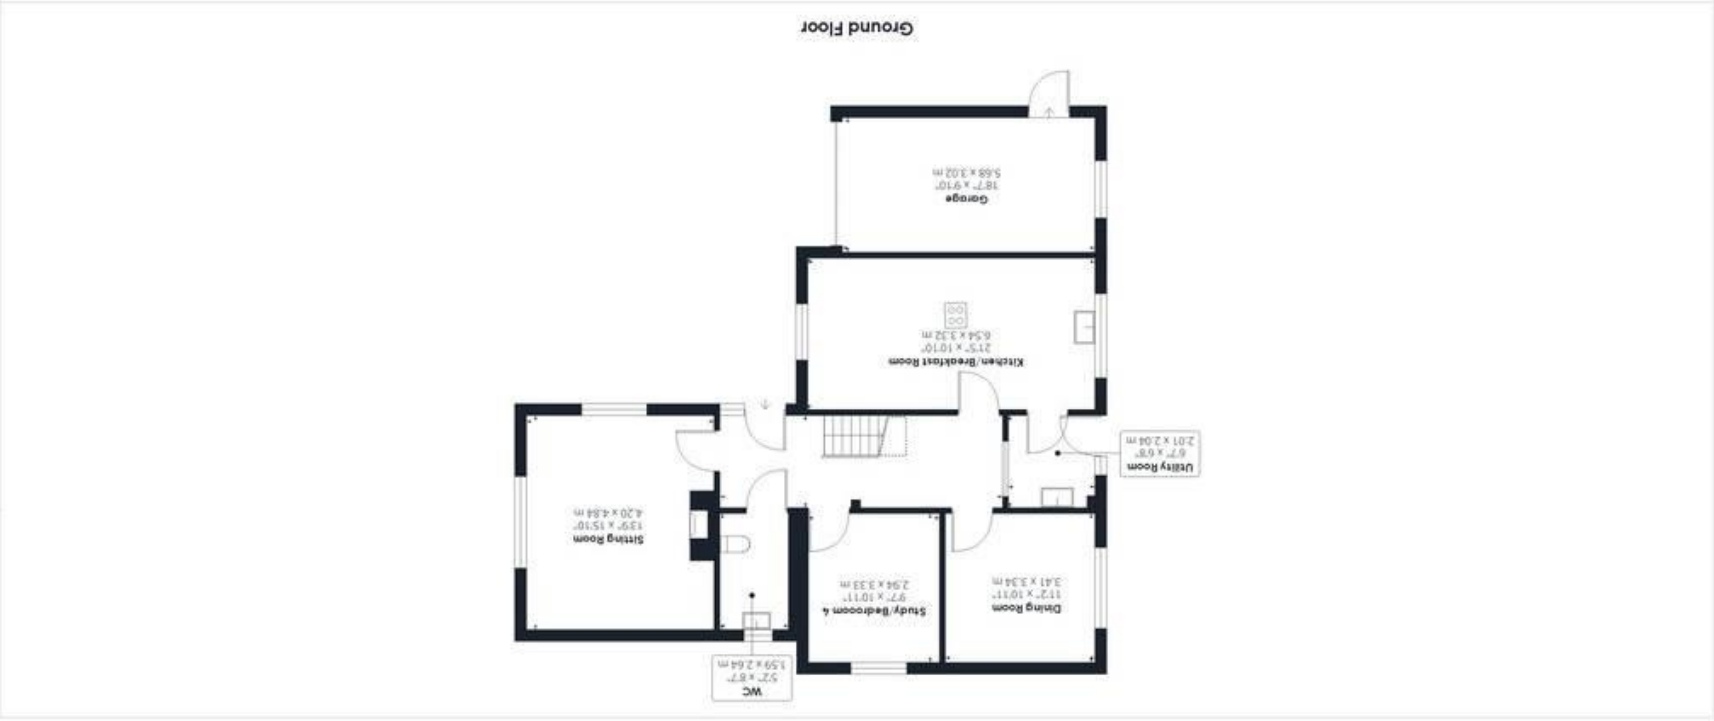 WC
5'2" x 8'7"
1.59 x 2.64 m
Dining Room
11'2" x 10'11"
3.41 x 3.34 m
Study/Bedrooom 4
9'7" x 10'11"
2.94 x 3.33 m
Sitting Room
13'9" x 15'10"
4.20 x 4.84 m
Utility Room
6'7" x 6'8"
2.01 x 2.04 m
Kitchen/Breakfast Room
21'5" x 10'10"
6.54 x 3.32 m
Garage
18'7" x 9'10"
5.68 x 3.02 m
Ground Floor